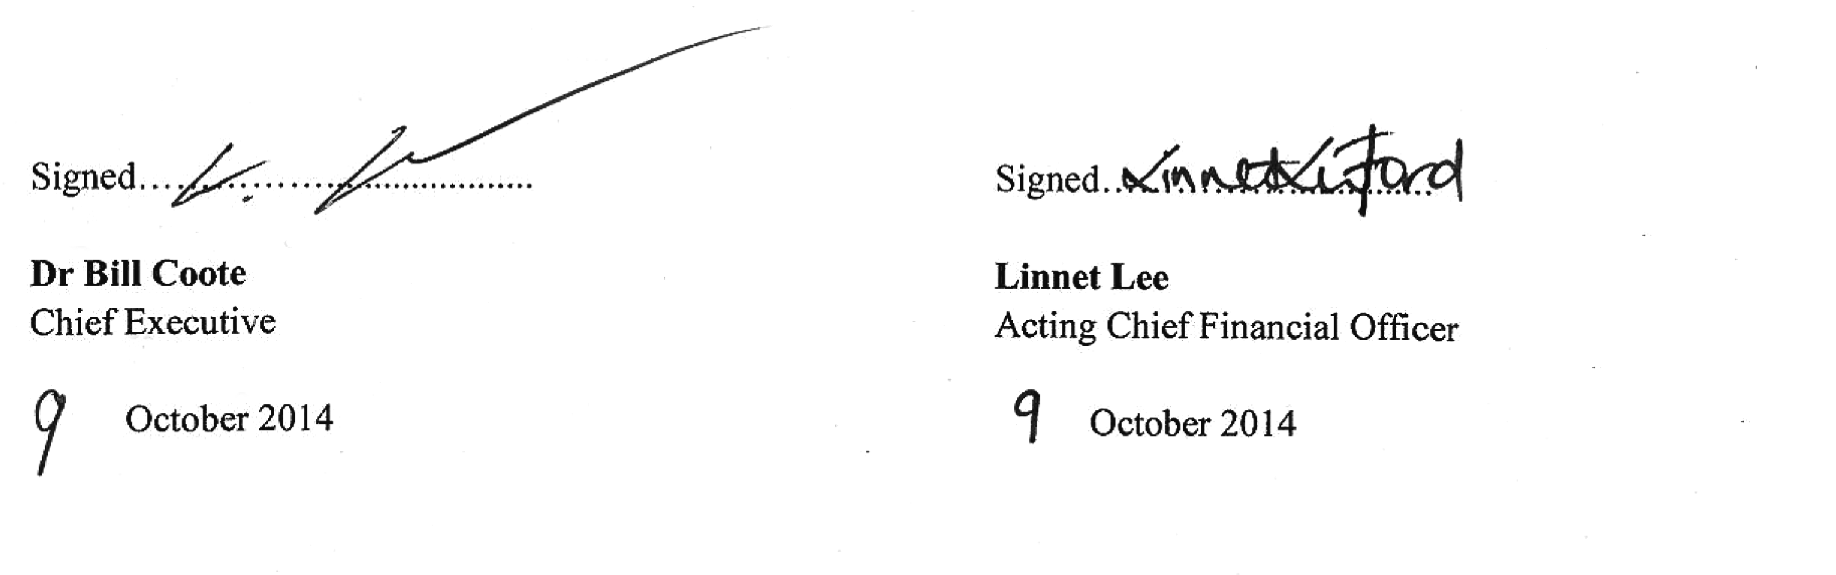 Signed....................................
Dr Bill Coote
Chief Executive
9 October 2014
Signed..Linnet
Linnet Lee
Acting Chief Financial Officer
9 October 2014